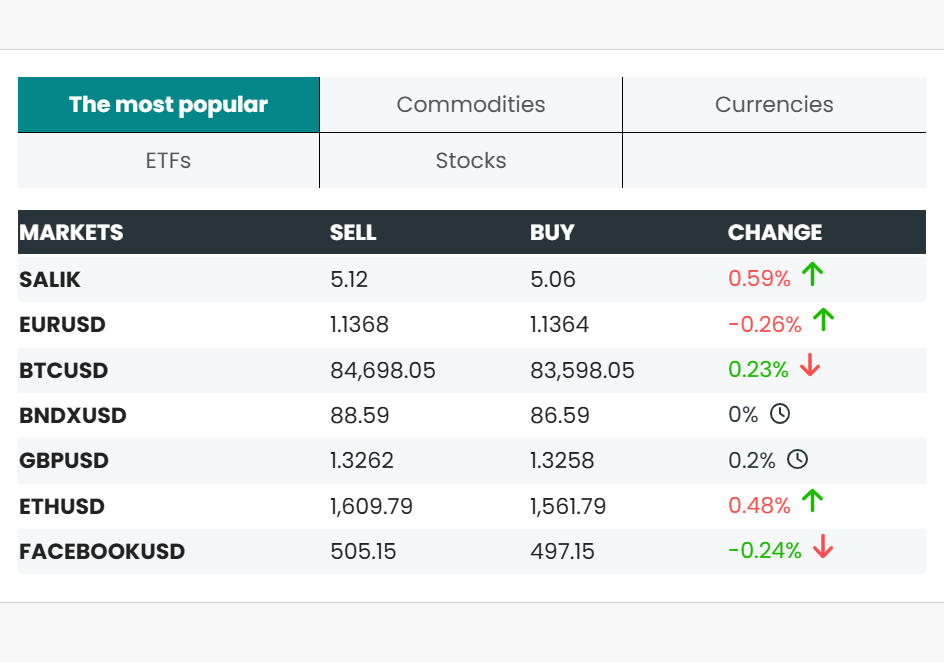 The most popular Commodities Currencies
ETFs Stocks
MARKETS SELL BUY CHANGE
SALIK 5.12 5.06 0.59%
EURUSD 1.1368 1.1364 -0.26%
BTCUSD 84,698.05 83,598.05 0.23%
BNDXUSD 88.59 86.59 0%
GBPUSD 1.3262 1.3258 0.2%
ETHUSD 1,609.79 1,561.79 0.48%
FACEBOOKUSD 505.15 497.15 -0.24%